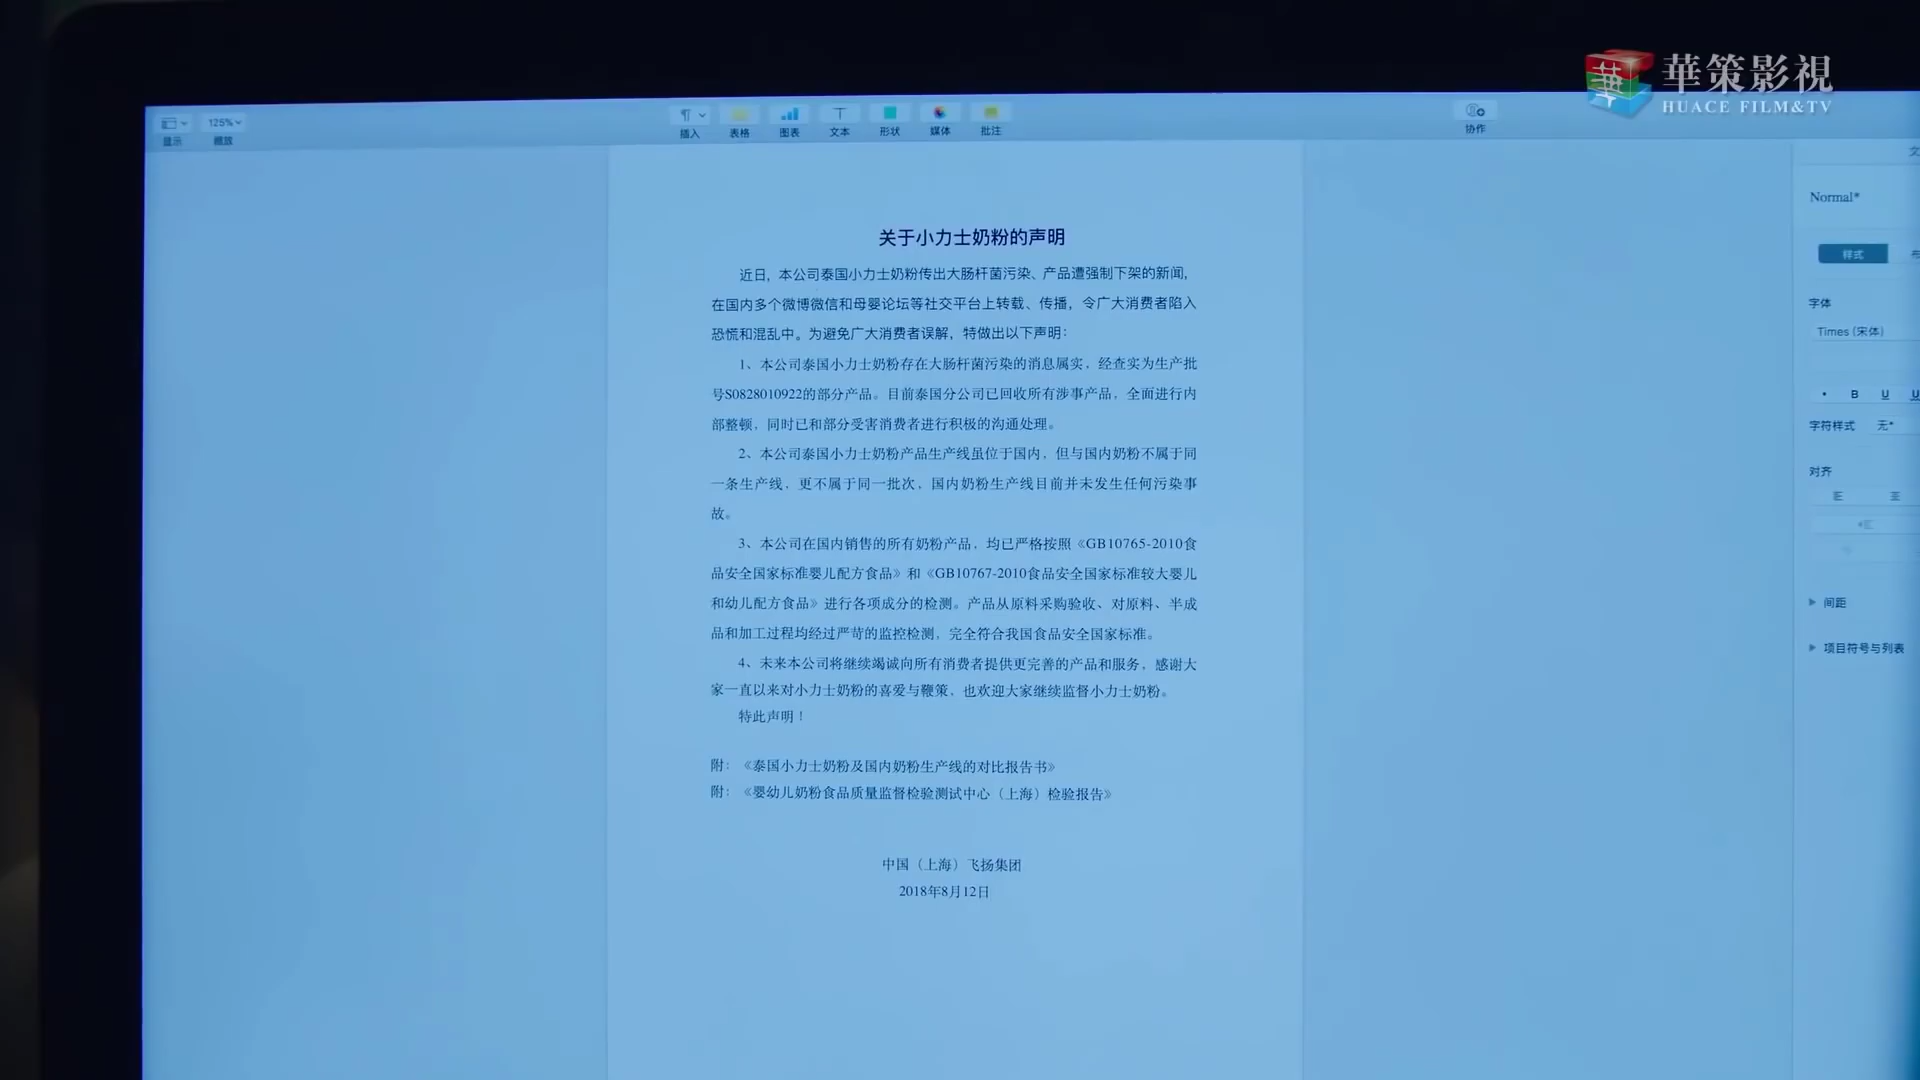 華策影視
HUACE FILM&TV
125%
显示
缩放
插入
表格
图表
文本
形状
媒体
批注
协作
文
Normal*
样式
布
字体
Times (宋体)
B U U
字符样式 无*
对齐
间距
项目符号与列表
关于小力士奶粉的声明
近日，本公司泰国小力士奶粉传出大肠杆菌污染、产品遭强制下架的新闻，
在国内多个微博微信和母婴论坛等社交平台上转载、传播，令广大消费者陷入
恐慌和混乱中。为避免广大消费者误解，特做出以下声明：
1、本公司泰国小力士奶粉存在大肠杆菌污染的消息属实，经查实为生产批
号S0828010922的部分产品。目前泰国分公司已回收所有涉事产品，全面进行内
部整顿，同时已和部分受害消费者进行积极的沟通处理。
2、本公司泰国小力士奶粉产品生产线虽位于国内，但与国内奶粉不属于同
一条生产线，更不属于同一批次，国内奶粉生产线目前并未发生任何污染事
故。
3、本公司在国内销售的所有奶粉产品，均已严格按照《GB10765-2010食
品安全国家标准婴儿配方食品》和《GB10767-2010食品安全国家标准较大婴儿
和幼儿配方食品》进行各项成分的检测。产品从原料采购验收、对原料、半成
品和加工过程均经过严苛的监控检测，完全符合我国食品安全国家标准。
4、未来本公司将继续竭诚向所有消费者提供更完善的产品和服务，感谢大
家一直以来对小力士奶粉的喜爱与鞭策，也欢迎大家继续监督小力士奶粉。
特此声明！
附：《泰国小力士奶粉及国内奶粉生产线的对比报告书》
附：《婴幼儿奶粉食品质量监督检验测试中心（上海）检验报告》
中国（上海）飞扬集团
2018年8月12日